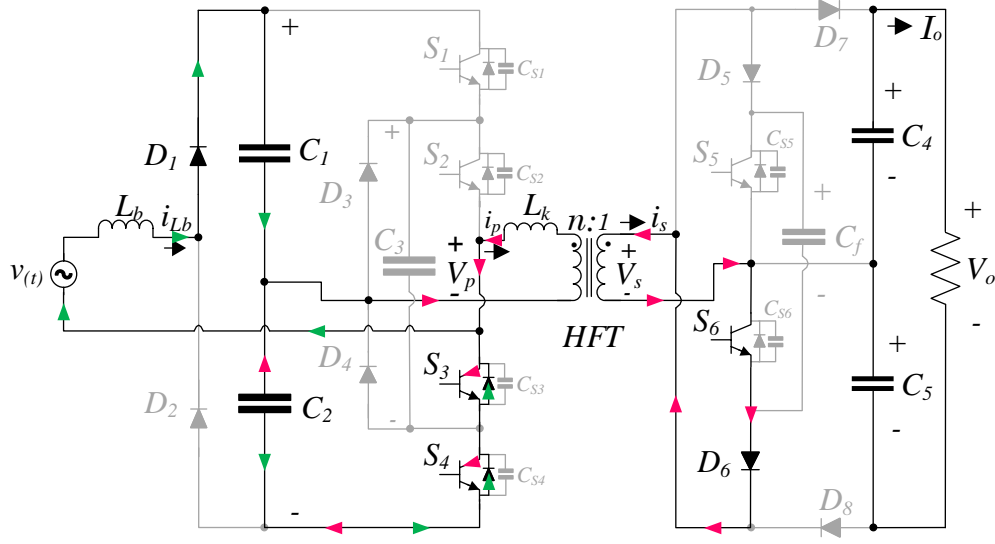 +
S1
CS1
D7
Io
D5
+
C4
-
D1
C1
D3
+
S2
CS2
S5
CS5
+
Cf
-
Lb
iLb
C3
ip
Lk
n:1
is
v(t)
+
Vp
-
+
Vs
-
+
Vo
-
HFT
S6
CS6
D4
-
S3
CS3
+
C5
-
D2
C2
S4
CS4
D6
D8
-